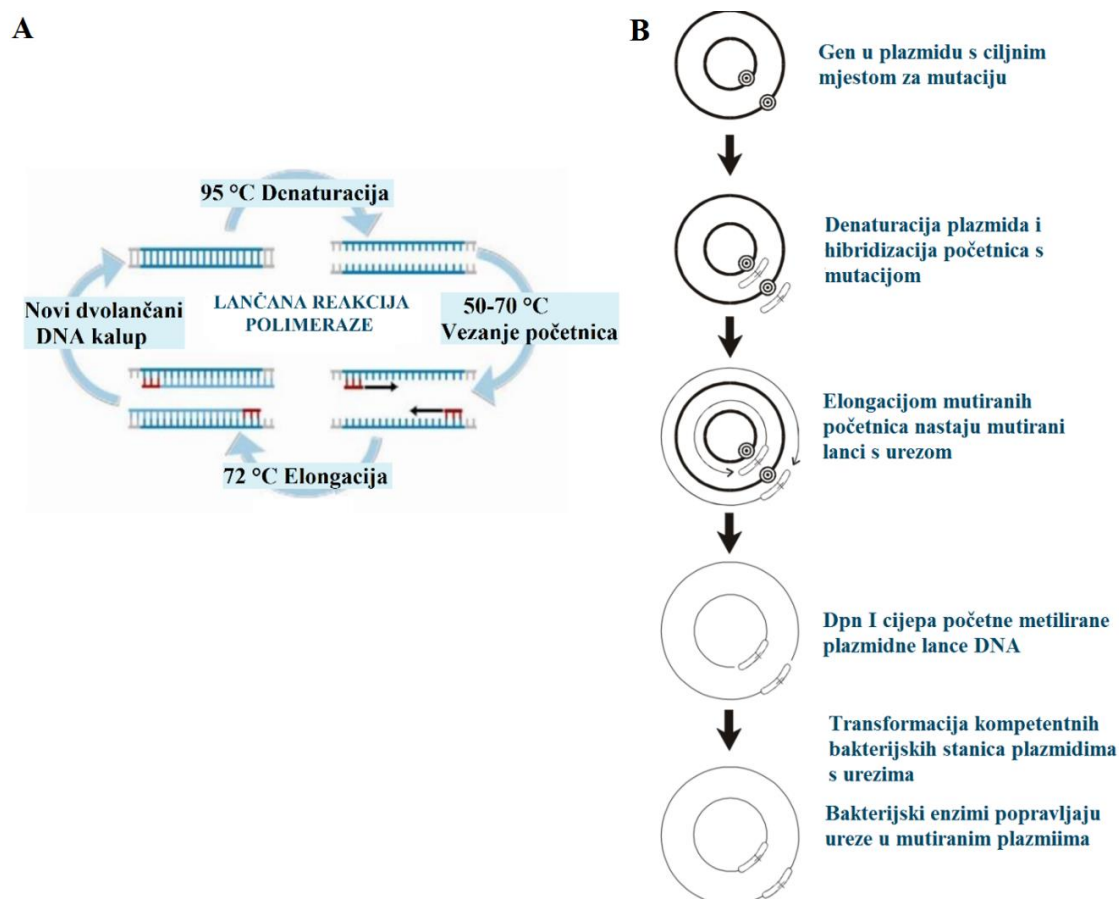 A
95 °C Denaturacija
Novi dvolančani
DNA kalup
LANČANA REAKCIJA
POLIMERAZE
50-70 °C
Vezanje početnica
72 °C Elongacija
B
Gen u plazmidu s ciljnim
mjestom za mutaciju
Denaturacija plazmida i
hibridizacija početnica s
mutacijom
Elongacijom mutiranih
početnica nastaju mutirani
lanci s urezom
Dpn I cijepa početne metilirane
plazmidne lance DNA
Transformacija kompetentnih
bakterijskih stanica plazmidima
s urezima
Bakterijski enzimi popravljaju
ureze u mutiranim plazmiima